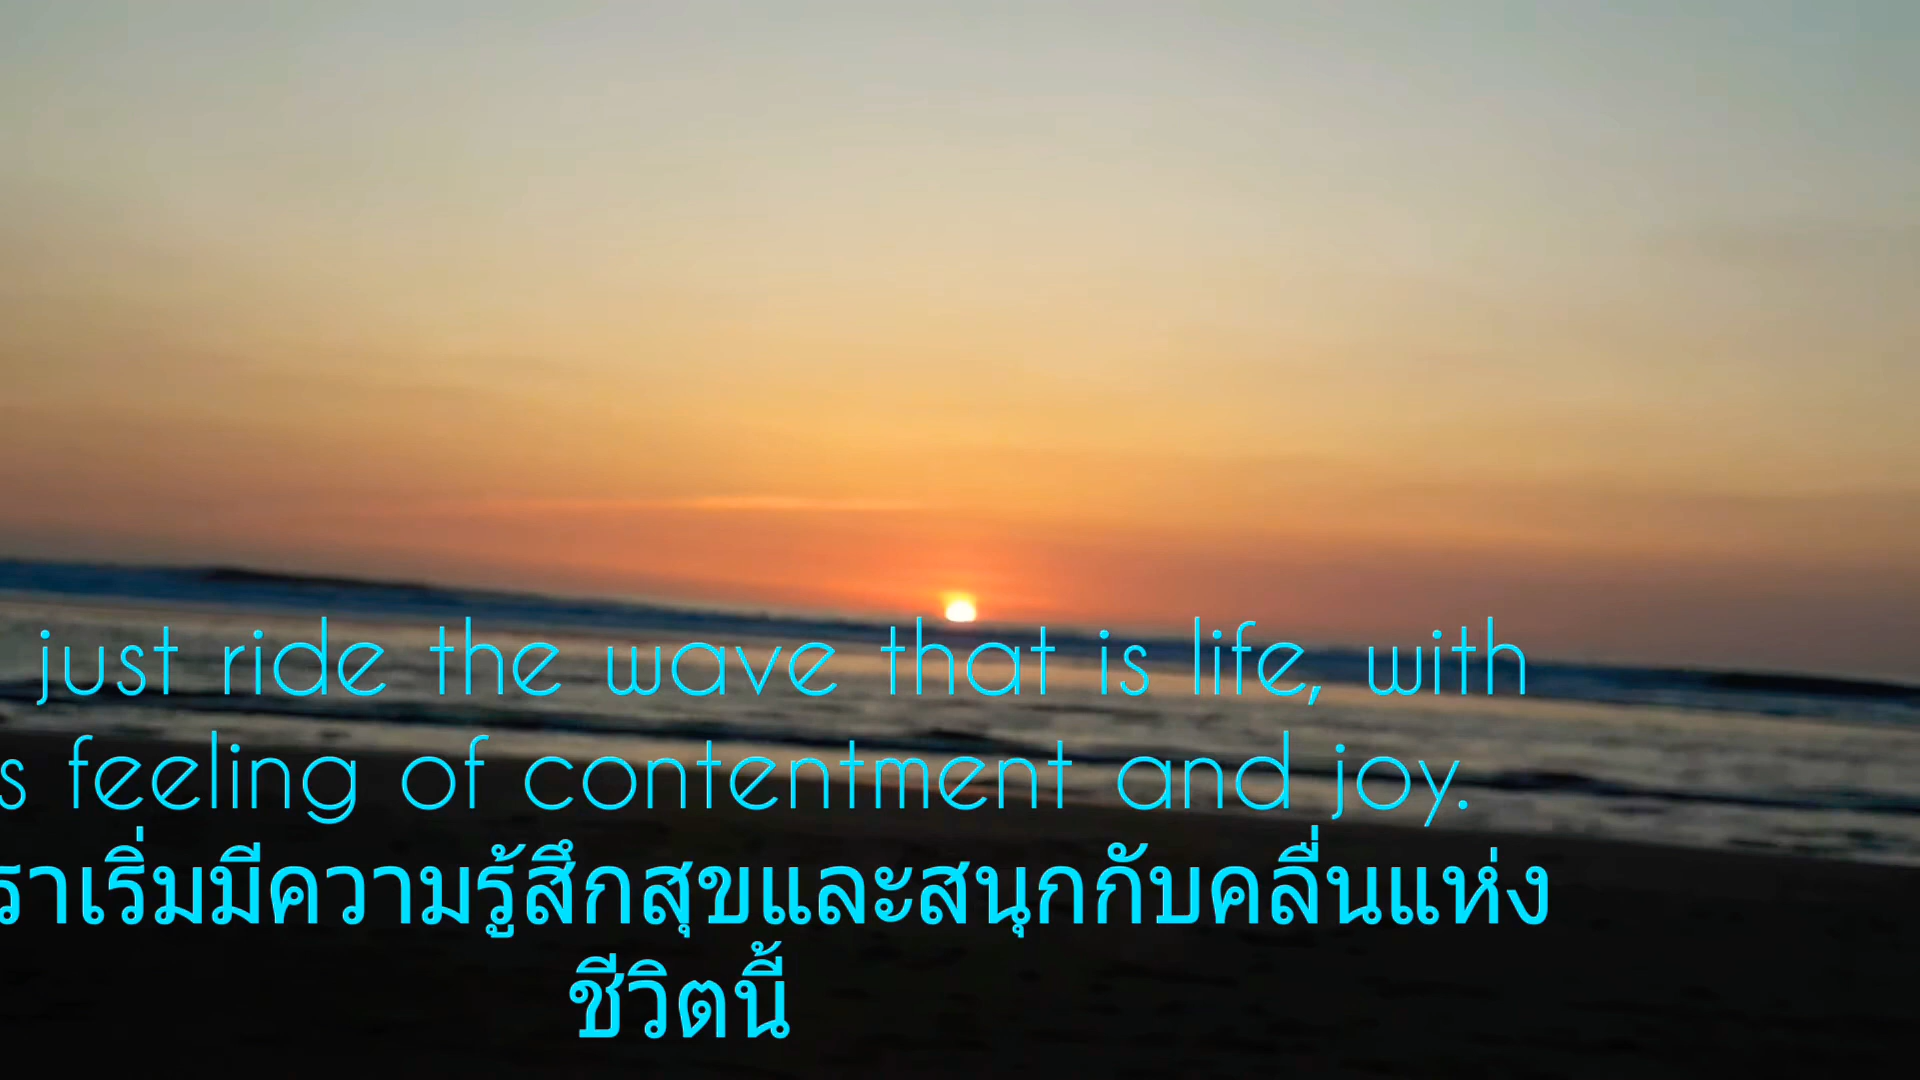 just ride the wave that is life, with
s feeling of contentment and joy.
ราเริ่มมีความรู้สึกสุขและสนุกกับคลื่นแห่ง
ชีวิตนี้